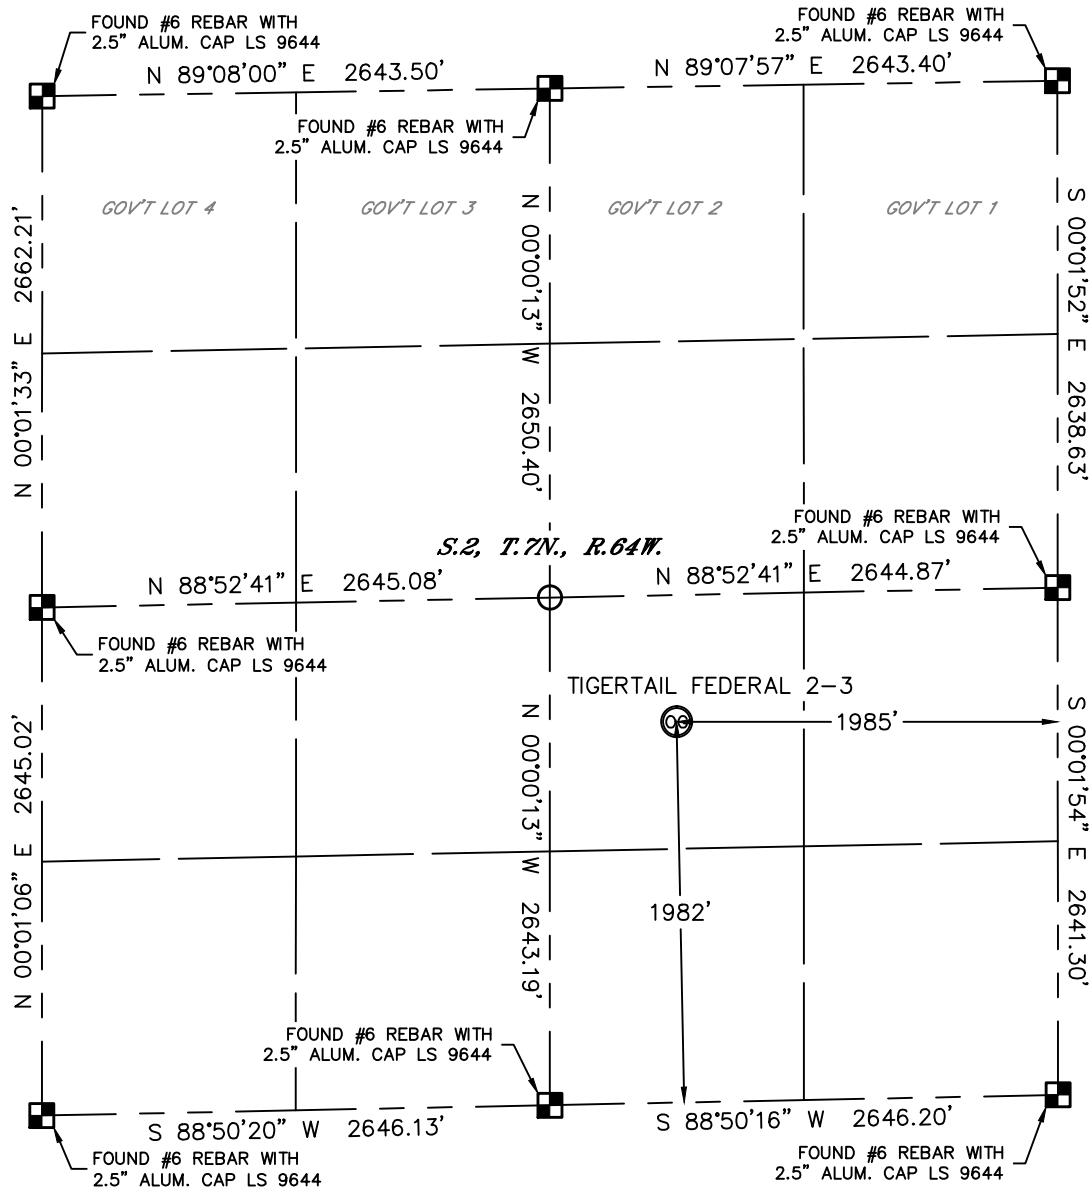 FOUND #6 REBAR WITH
2.5" ALUM. CAP LS 9644
FOUND #6 REBAR WITH
2.5" ALUM. CAP LS 9644
N 89°08'00" E 2643.50'
N 89°07'57" E 2643.40'
FOUND #6 REBAR WITH
2.5" ALUM. CAP LS 9644
GOV'T LOT 4
GOV'T LOT 3
GOV'T LOT 2
GOV'T LOT 1
N 00°01'33" E 2662.21'
N 00°00'13" W 2650.40'
S 00°01'52" E 2638.63'
S.2, T.7N., R.64W.
FOUND #6 REBAR WITH
2.5" ALUM. CAP LS 9644
N 88°52'41" E 2645.08'
N 88°52'41" E 2644.87'
FOUND #6 REBAR WITH
2.5" ALUM. CAP LS 9644
TIGERTAIL FEDERAL 2-3
1985'
N 00°01'06" E 2645.02'
N 00°00'13" W 2643.19'
S 00°01'54" E 2641.30'
1982'
FOUND #6 REBAR WITH
2.5" ALUM. CAP LS 9644
S 88°50'20" W 2646.13'
S 88°50'16" W 2646.20'
FOUND #6 REBAR WITH
2.5" ALUM. CAP LS 9644
FOUND #6 REBAR WITH
2.5" ALUM. CAP LS 9644